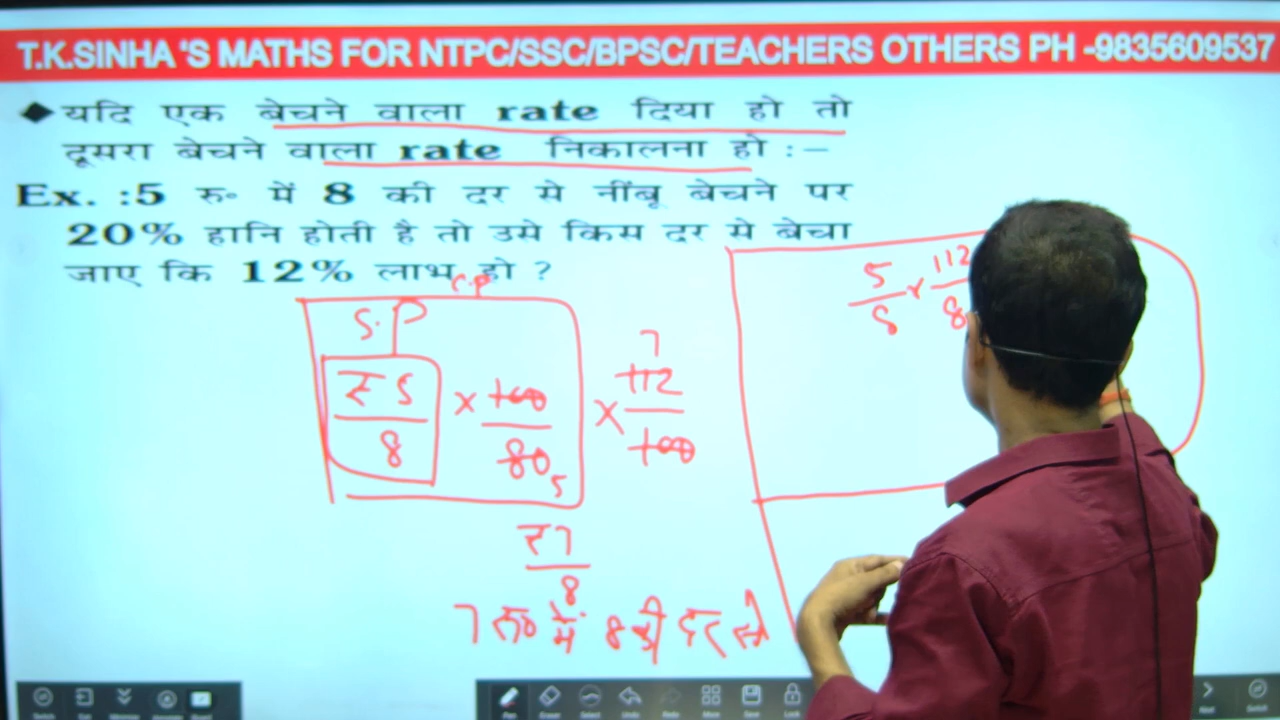 T.K.SINHA 'S MATHS FOR NTPC/SSC/BPSC/TEACHERS OTHERS PH -9835609537
◆यदि एक बेचने वाला rate दिया हो तो
दूसरा बेचने वाला rate निकालना हो :–
Ex. :5 रु॰ में 8 की दर से नींबू बेचने पर
20% हानि होती है तो उसे किस दर से बेचा
जाए कि 12% लाभ हो ?
C.P
S.P
₹5/8 × 100/80 × 112/100
7
5
₹7/8
7 रु० में 8 की दर से
5/8 × 112/8